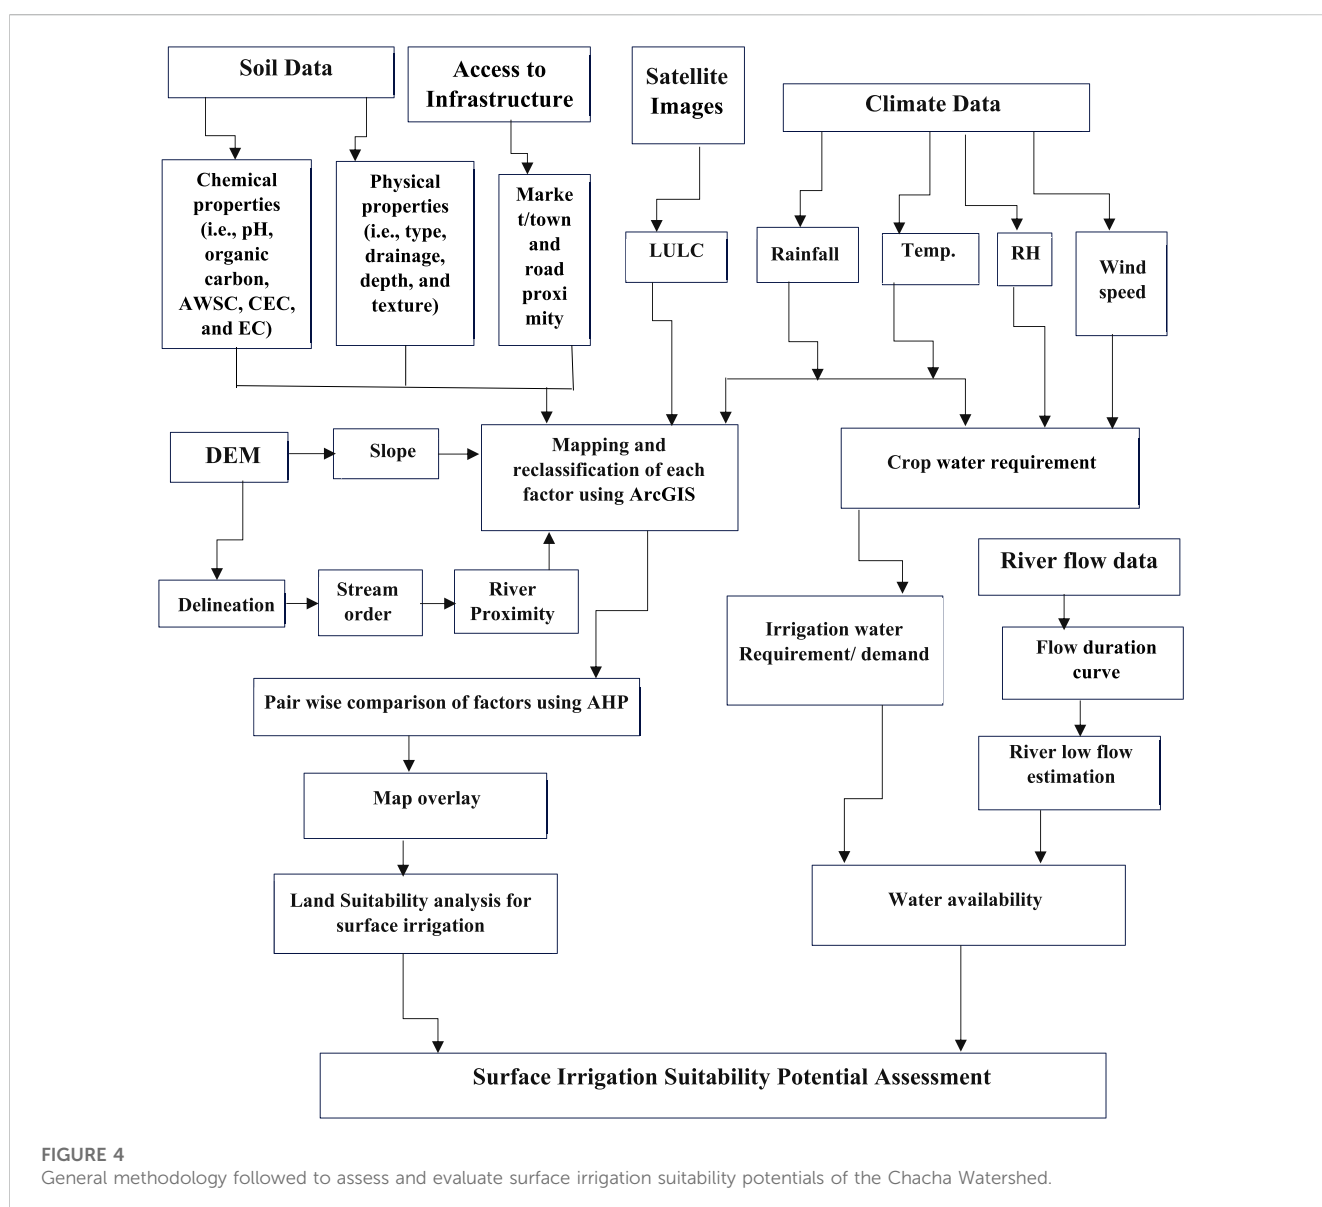 Soil Data
Access to
Infrastructure
Satellite
Images
Climate Data
Chemical
properties
(i.e., pH,
organic
carbon,
AWSC, CEC,
and EC)
Physical
properties
(i.e., type,
drainage,
depth, and
texture)
Marke
t/town
and
road
proxi
mity
LULC
Rainfall
Temp.
RH
Wind
speed
DEM
Slope
Mapping and
reclassification of each
factor using ArcGIS
Crop water requirement
Delineation
Stream
order
River
Proximity
Irrigation water
Requirement/ demand
River flow data
Flow duration
curve
Pair wise comparison of factors using AHP
River low flow
estimation
Map overlay
Land Suitability analysis for
surface irrigation
Water availability
Surface Irrigation Suitability Potential Assessment
FIGURE 4
General methodology followed to assess and evaluate surface irrigation suitability potentials of the Chacha Watershed.